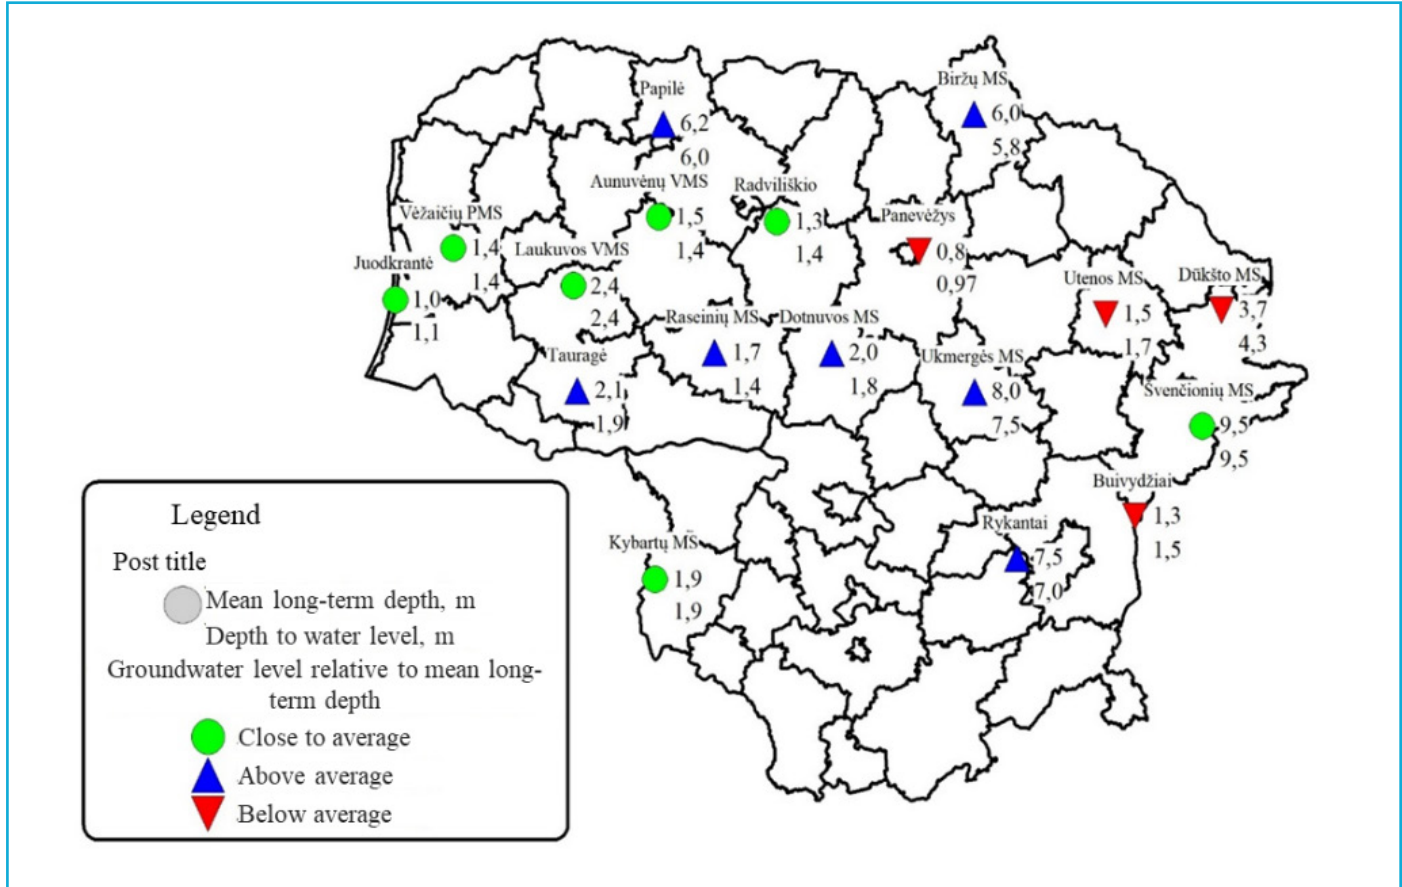 Papilė
6,2
6,0
Biržų MS
6,0
5,8
Aunuvėnų VMS
1,5
1,4
Radviliškio
1,3
1,4
Panevėžys
0,8
0,97
Vėžaičių PMS
1,4
1,4
Laukuvos VMS
2,4
2,4
Juodkrantė
1,0
1,1
Utenos MS
1,5
1,7
Dūkšto MS
3,7
4,3
Raseinių MS
1,7
1,4
Dotnuvos MS
2,0
1,8
Tauragė
2,1
1,9
Ukmergės MS
8,0
7,5
Švenčionių MS
9,5
9,5
Buivydžiai
1,3
1,5
Rykantai
7,5
7,0
Kybartų MS
1,9
1,9
Legend
Post title
Mean long-term depth, m
Depth to water level, m
Groundwater level relative to mean long-
term depth
Close to average
Above average
Below average